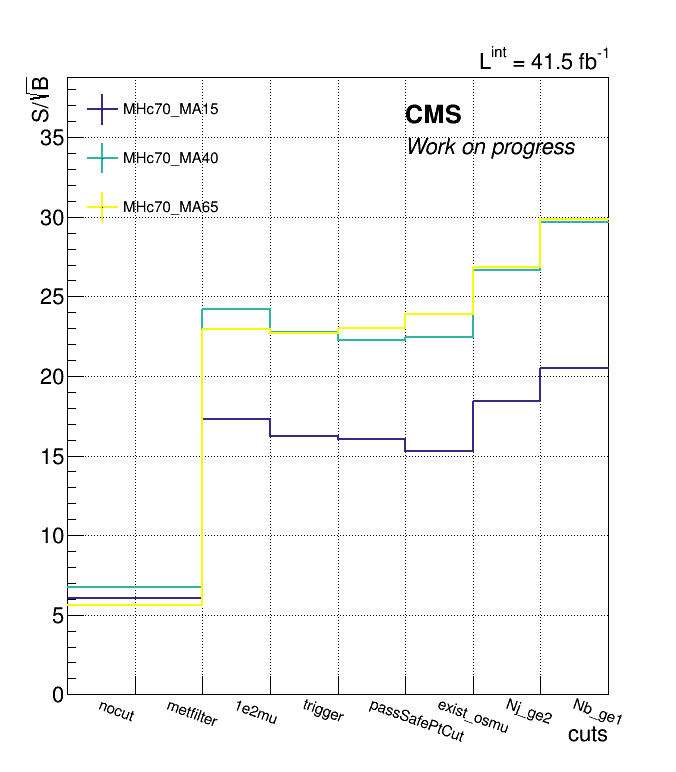 L^int = 41.5 fb^-1
S/√B
MHc70_MA15
CMS
35
Work on progress
MHc70_MA40
MHc70_MA65
30
25
20
15
10
5
0
nocut metfilter 1e2mu trigger passSafePtCut exist_osmu Nj_ge2 Nb_ge1
cuts